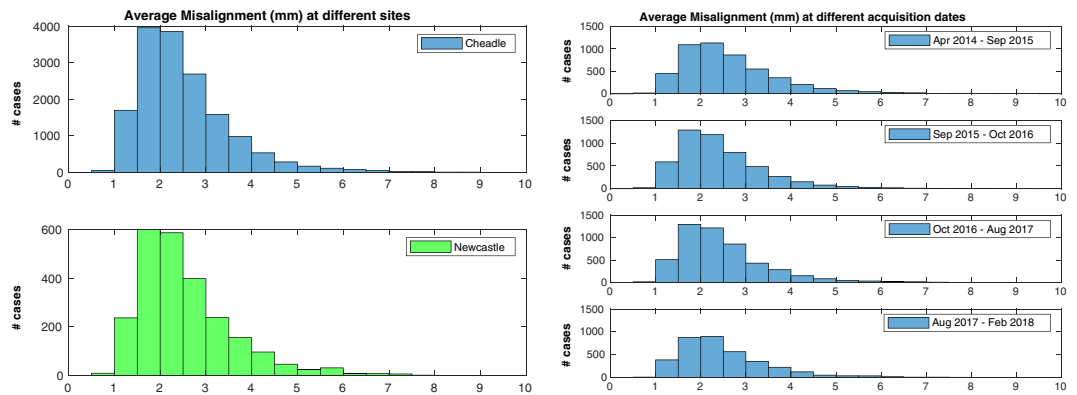 Average Misalignment (mm) at different sites
# cases
4000
3000
2000
1000
0
Cheadle
0 1 2 3 4 5 6 7 8 9 10
# cases
600
400
200
0
Newcastle
0 1 2 3 4 5 6 7 8 9 10
Average Misalignment (mm) at different acquisition dates
# cases
1500
1000
500
0
Apr 2014 - Sep 2015
0 1 2 3 4 5 6 7 8 9 10
# cases
1500
1000
500
0
Sep 2015 - Oct 2016
0 1 2 3 4 5 6 7 8 9 10
# cases
1500
1000
500
0
Oct 2016 - Aug 2017
0 1 2 3 4 5 6 7 8 9 10
# cases
1500
1000
500
0
Aug 2017 - Feb 2018
0 1 2 3 4 5 6 7 8 9 10